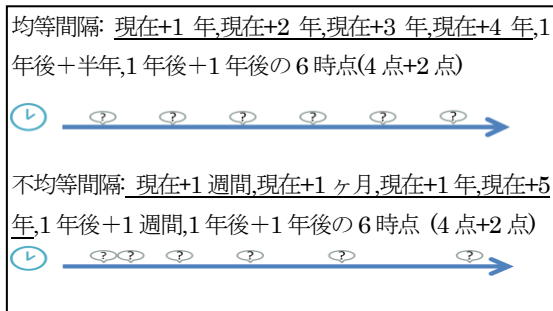 均等間隔: 現在+1 年,現在+2 年,現在+3 年,現在+4 年,1
年後＋半年,1 年後＋1 年後の 6 時点(4 点+2 点)
? ? ? ? ? ?
不均等間隔: 現在+1 週間,現在+1 ヶ月,現在+1 年,現在+5
年,1 年後＋1 週間,1 年後＋1 年後の 6 時点 (4 点+2 点)
? ? ? ? ? ?